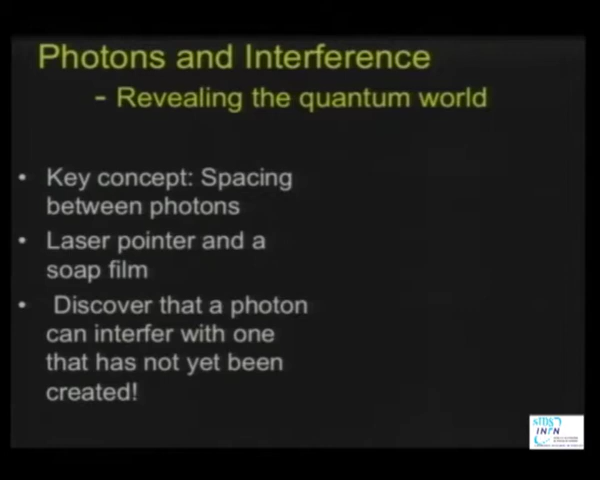 Photons and Interference
- Revealing the quantum world
• Key concept: Spacing
between photons
• Laser pointer and a
soap film
• Discover that a photon
can interfer with one
that has not yet been
created!
INFN